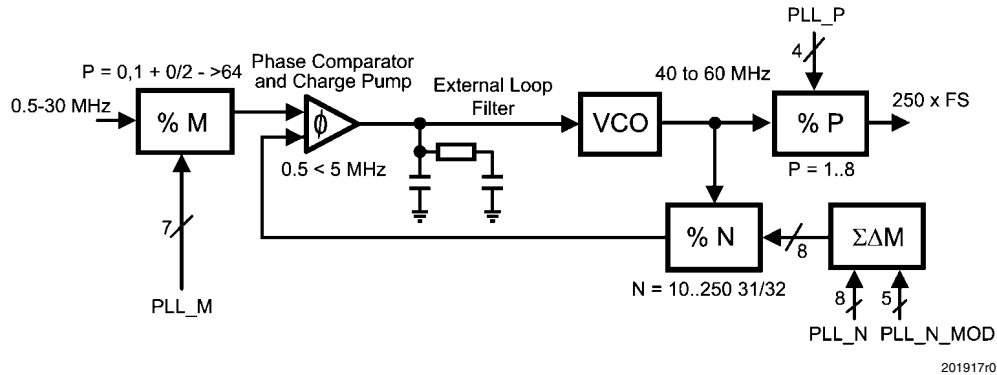 PLL_P
4
Phase Comparator
and Charge Pump
P = 0,1 + 0/2 - >64
External Loop
Filter
40 to 60 MHz
0.5-30 MHz
% M
ϕ
VCO
% P
250 x FS
0.5 < 5 MHz
P = 1..8
7
% N
8
ΣΔM
N = 10..250 31/32
8
5
PLL_M
PLL_N
PLL_N_MOD
201917r0